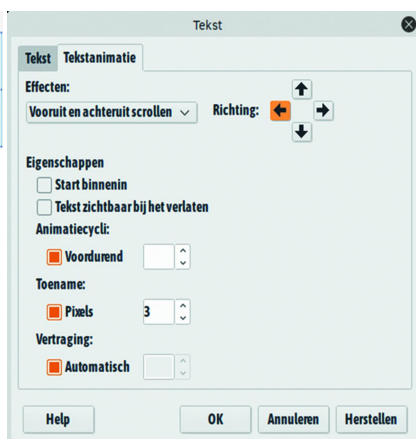 Tekst
Tekst Tekstanimatie
Effecten:
Vooruit en achteruit scrollen Richting:
Eigenschappen
Start binnenin
Tekst zichtbaar bij het verlaten
Animatiecycli:
Voordurend
Toename:
Pixels 3
Vertraging:
Automatisch
Help OK Annuleren Herstellen